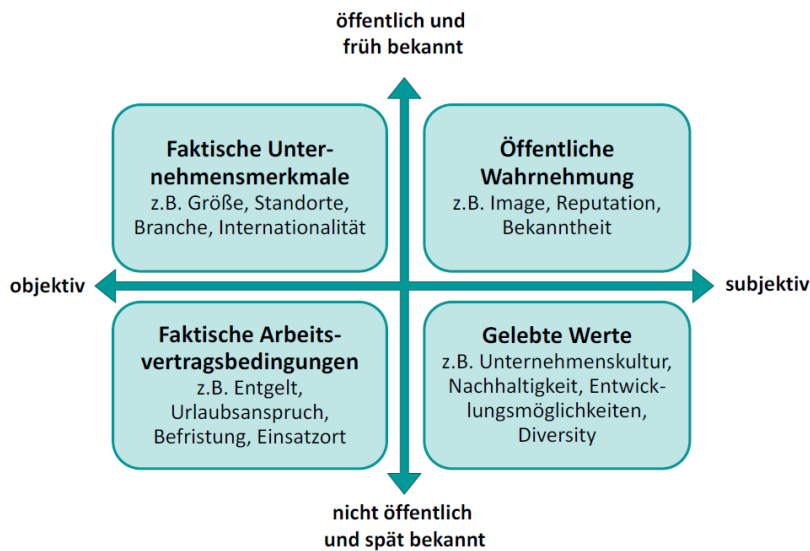 öffentlich und
früh bekannt
Faktische Unter-
nehmensmerkmale
z.B. Größe, Standorte,
Branche, Internationalität
Öffentliche
Wahrnehmung
z.B. Image, Reputation,
Bekanntheit
objektiv
subjektiv
Faktische Arbeits-
vertragsbedingungen
z.B. Entgelt,
Urlaubsanspruch,
Befristung, Einsatzort
Gelebte Werte
z.B. Unternehmenskultur,
Nachhaltigkeit, Entwick-
lungsmöglichkeiten,
Diversity
nicht öffentlich
und spät bekannt